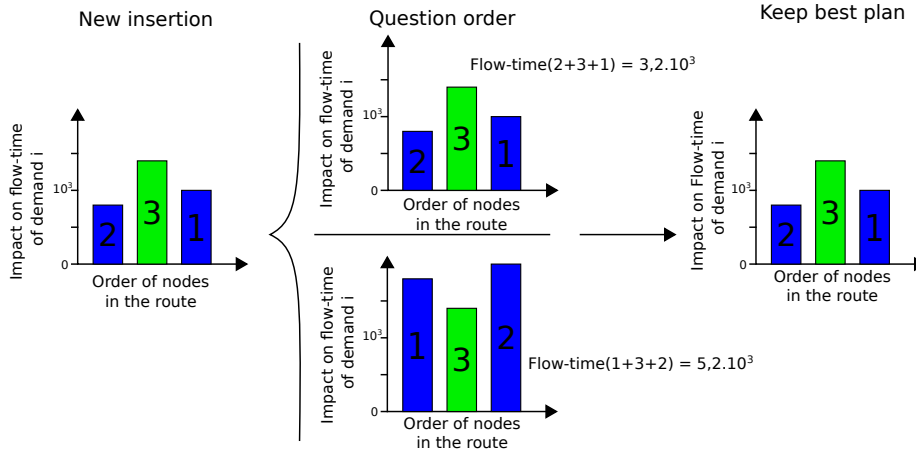 New insertion
Impact on flow-time
of demand i
10³
0
2
3
1
Order of nodes
in the route
Question order
Impact on flow-time
of demand i
10³
0
2
3
1
Flow-time(2+3+1) = 3,2.10³
Order of nodes
in the route
Impact on flow-time
of demand i
10³
0
1
3
2
Flow-time(1+3+2) = 5,2.10³
Order of nodes
in the route
Keep best plan
Impact on Flow-time
of demand i
10³
0
2
3
1
Order of nodes
in the route